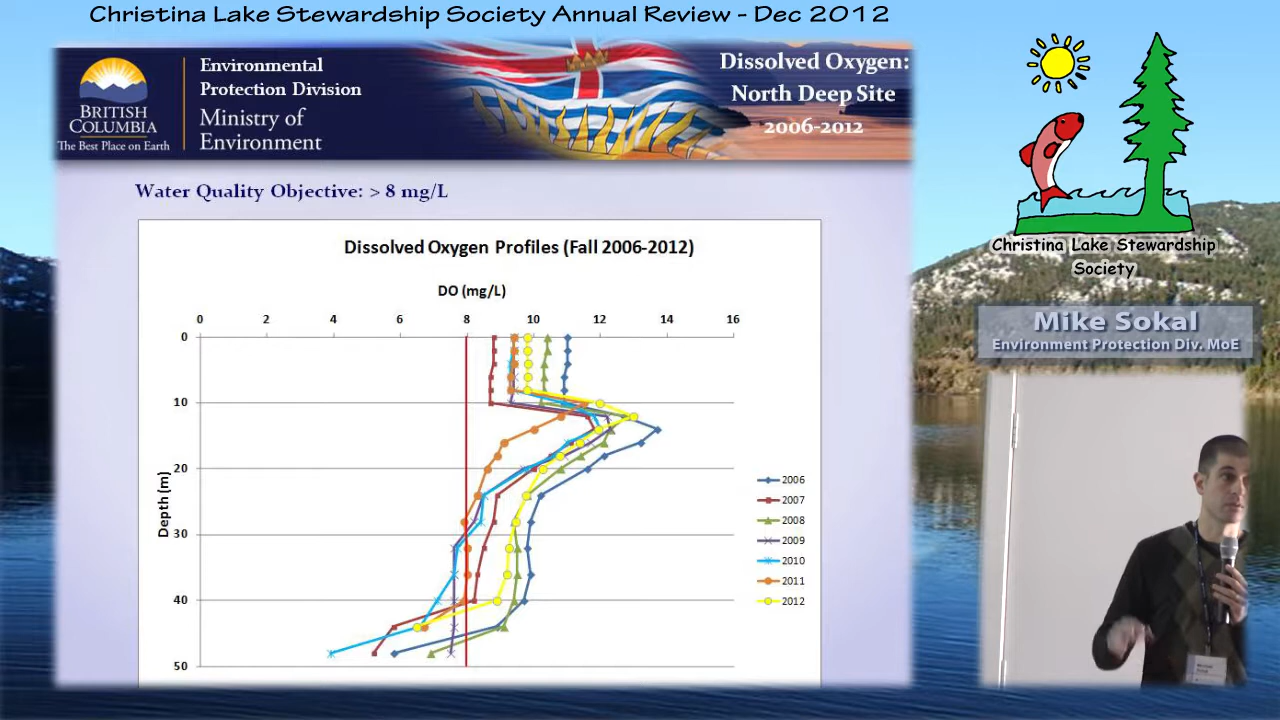 Christina Lake Stewardship Society Annual Review - Dec 2012
BRITISH
COLUMBIA
The Best Place on Earth
Environmental
Protection Division
Ministry of
Environment
Dissolved Oxygen:
North Deep Site
2006-2012
Water Quality Objective: > 8 mg/L
Dissolved Oxygen Profiles (Fall 2006-2012)
DO (mg/L)
0 2 4 6 8 10 12 14 16
0
10
20
30
40
50
Depth (m)
2006
2007
2008
2009
2010
2011
2012
Christina Lake Stewardship
Society
Mike Sokal
Environment Protection Div. MoE